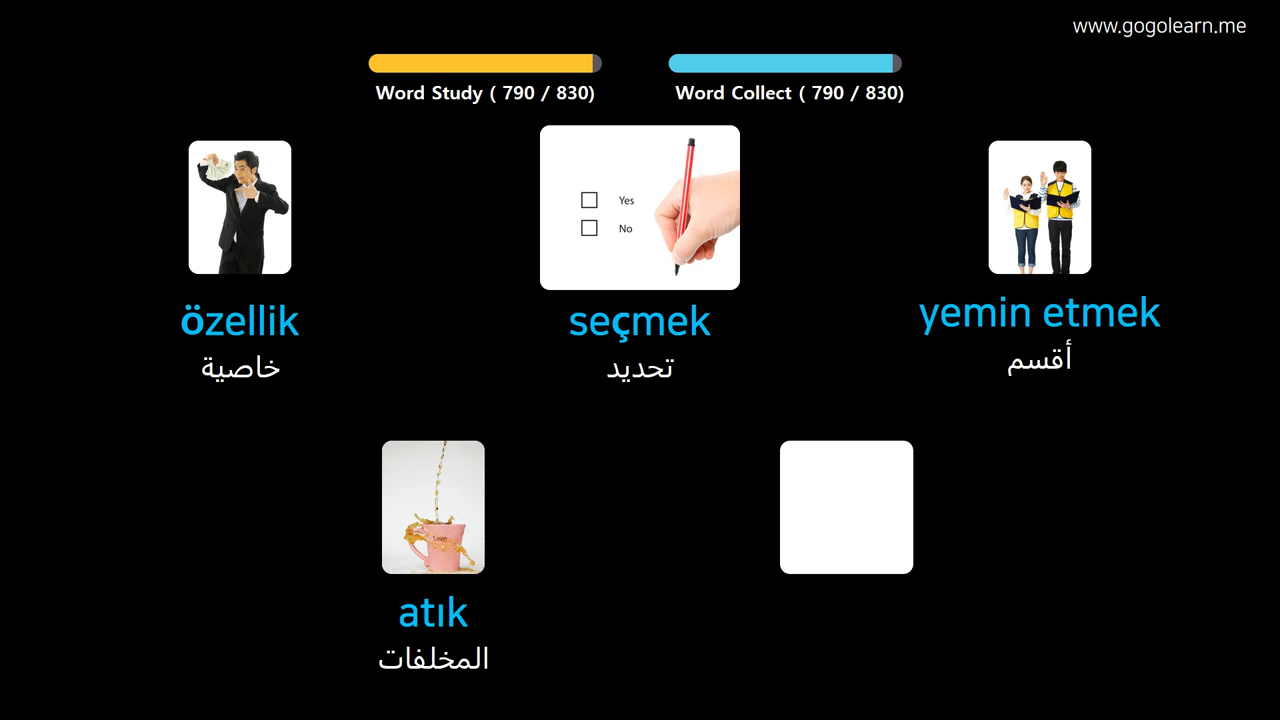 www.gogolearn.me
Word Study ( 790 / 830)
Word Collect ( 790 / 830)
Yes
No
özellik
خاصية
seçmek
تحديد
yemin etmek
أقسم
love
atık
المخلفات